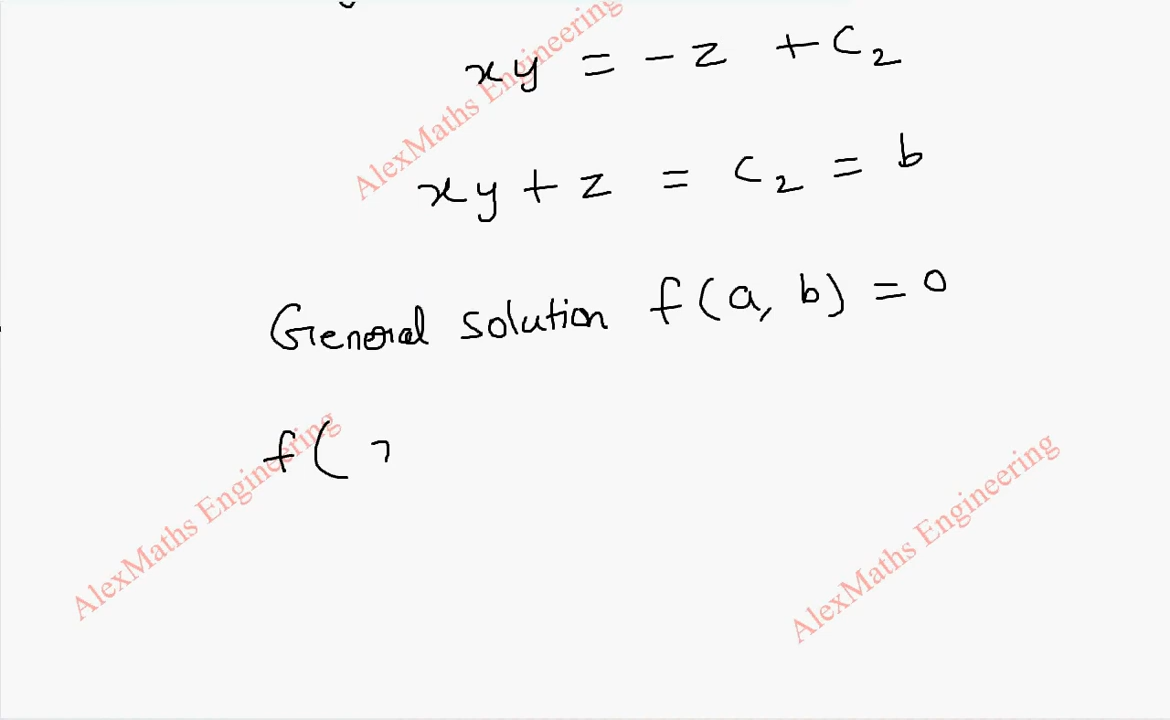 xy = -z + c₂
xy + z = c₂ = b
General solution f(a, b) = 0
f(
AlexMaths Engineering
AlexMaths Engineering
AlexMaths Engineering